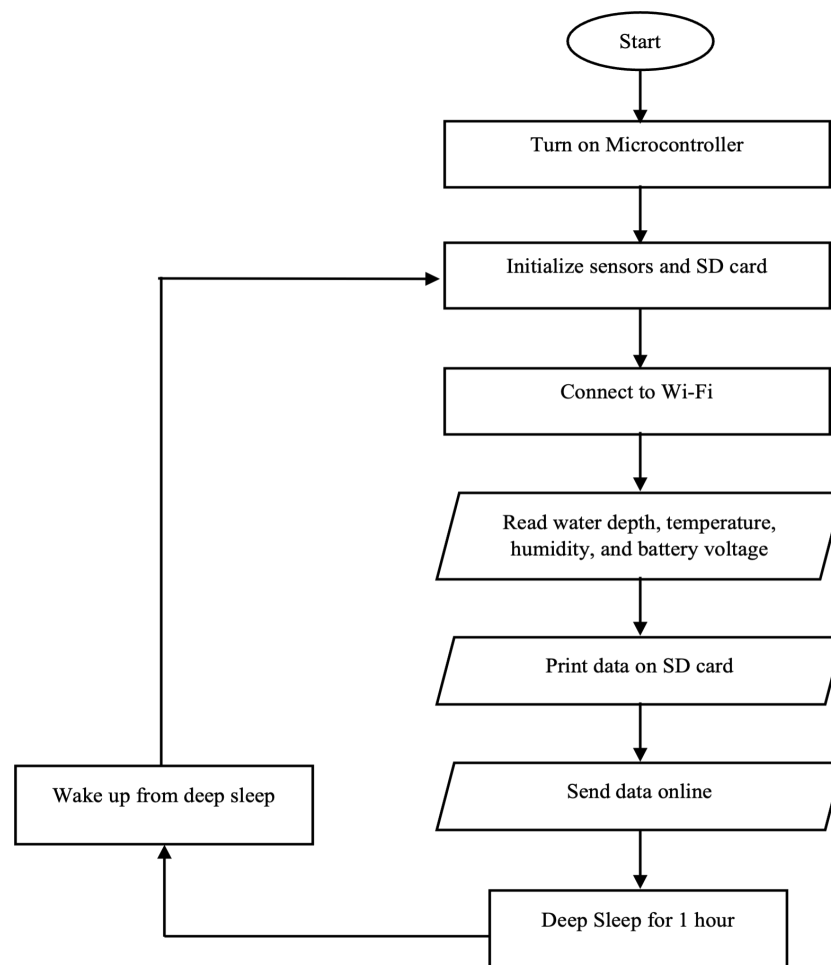 Start
Turn on Microcontroller
Initialize sensors and SD card
Connect to Wi-Fi
Read water depth, temperature,
humidity, and battery voltage
Print data on SD card
Send data online
Deep Sleep for 1 hour
Wake up from deep sleep